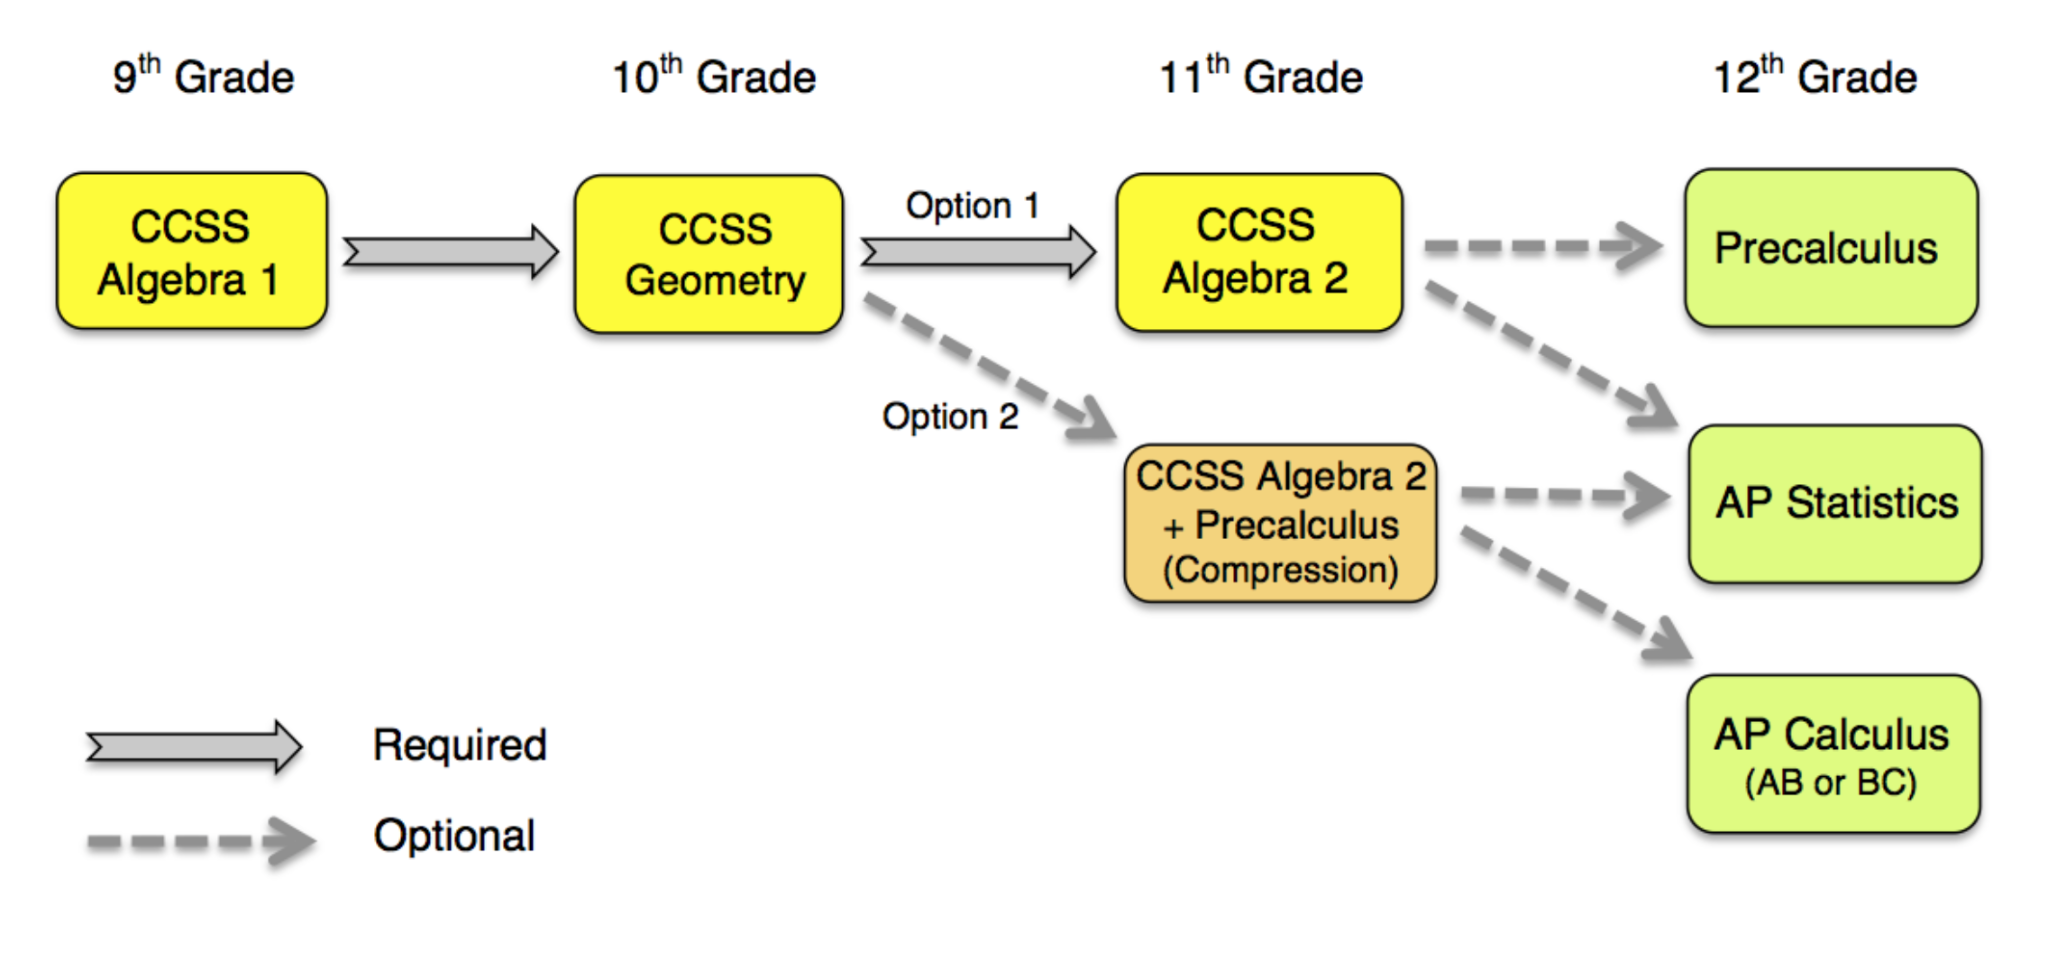 9th Grade
10th Grade
11th Grade
12th Grade
CCSS
Algebra 1
CCSS
Geometry
Option 1
CCSS
Algebra 2
Precalculus
Option 2
CCSS Algebra 2
+ Precalculus
(Compression)
AP Statistics
AP Calculus
(AB or BC)
Required
Optional